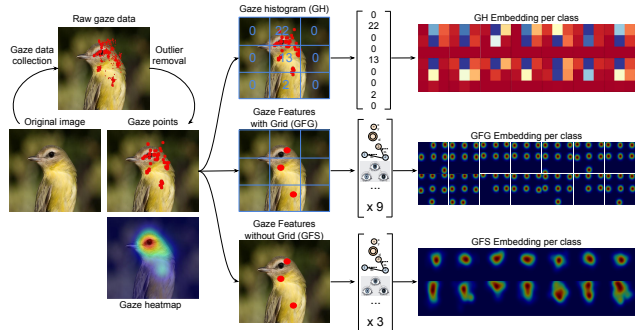 Raw gaze data
Gaze data
collection
Outlier
removal
Original image
Gaze points
Gaze heatmap
Gaze histogram (GH)
0 22 0
0 13 0
0 2 0
0
22
0
0
13
0
0
2
0
GH Embedding per class
Gaze Features
with Grid (GFG)
...
x 9
GFG Embedding per class
Gaze Features
without Grid (GFS)
...
x 3
GFS Embedding per class